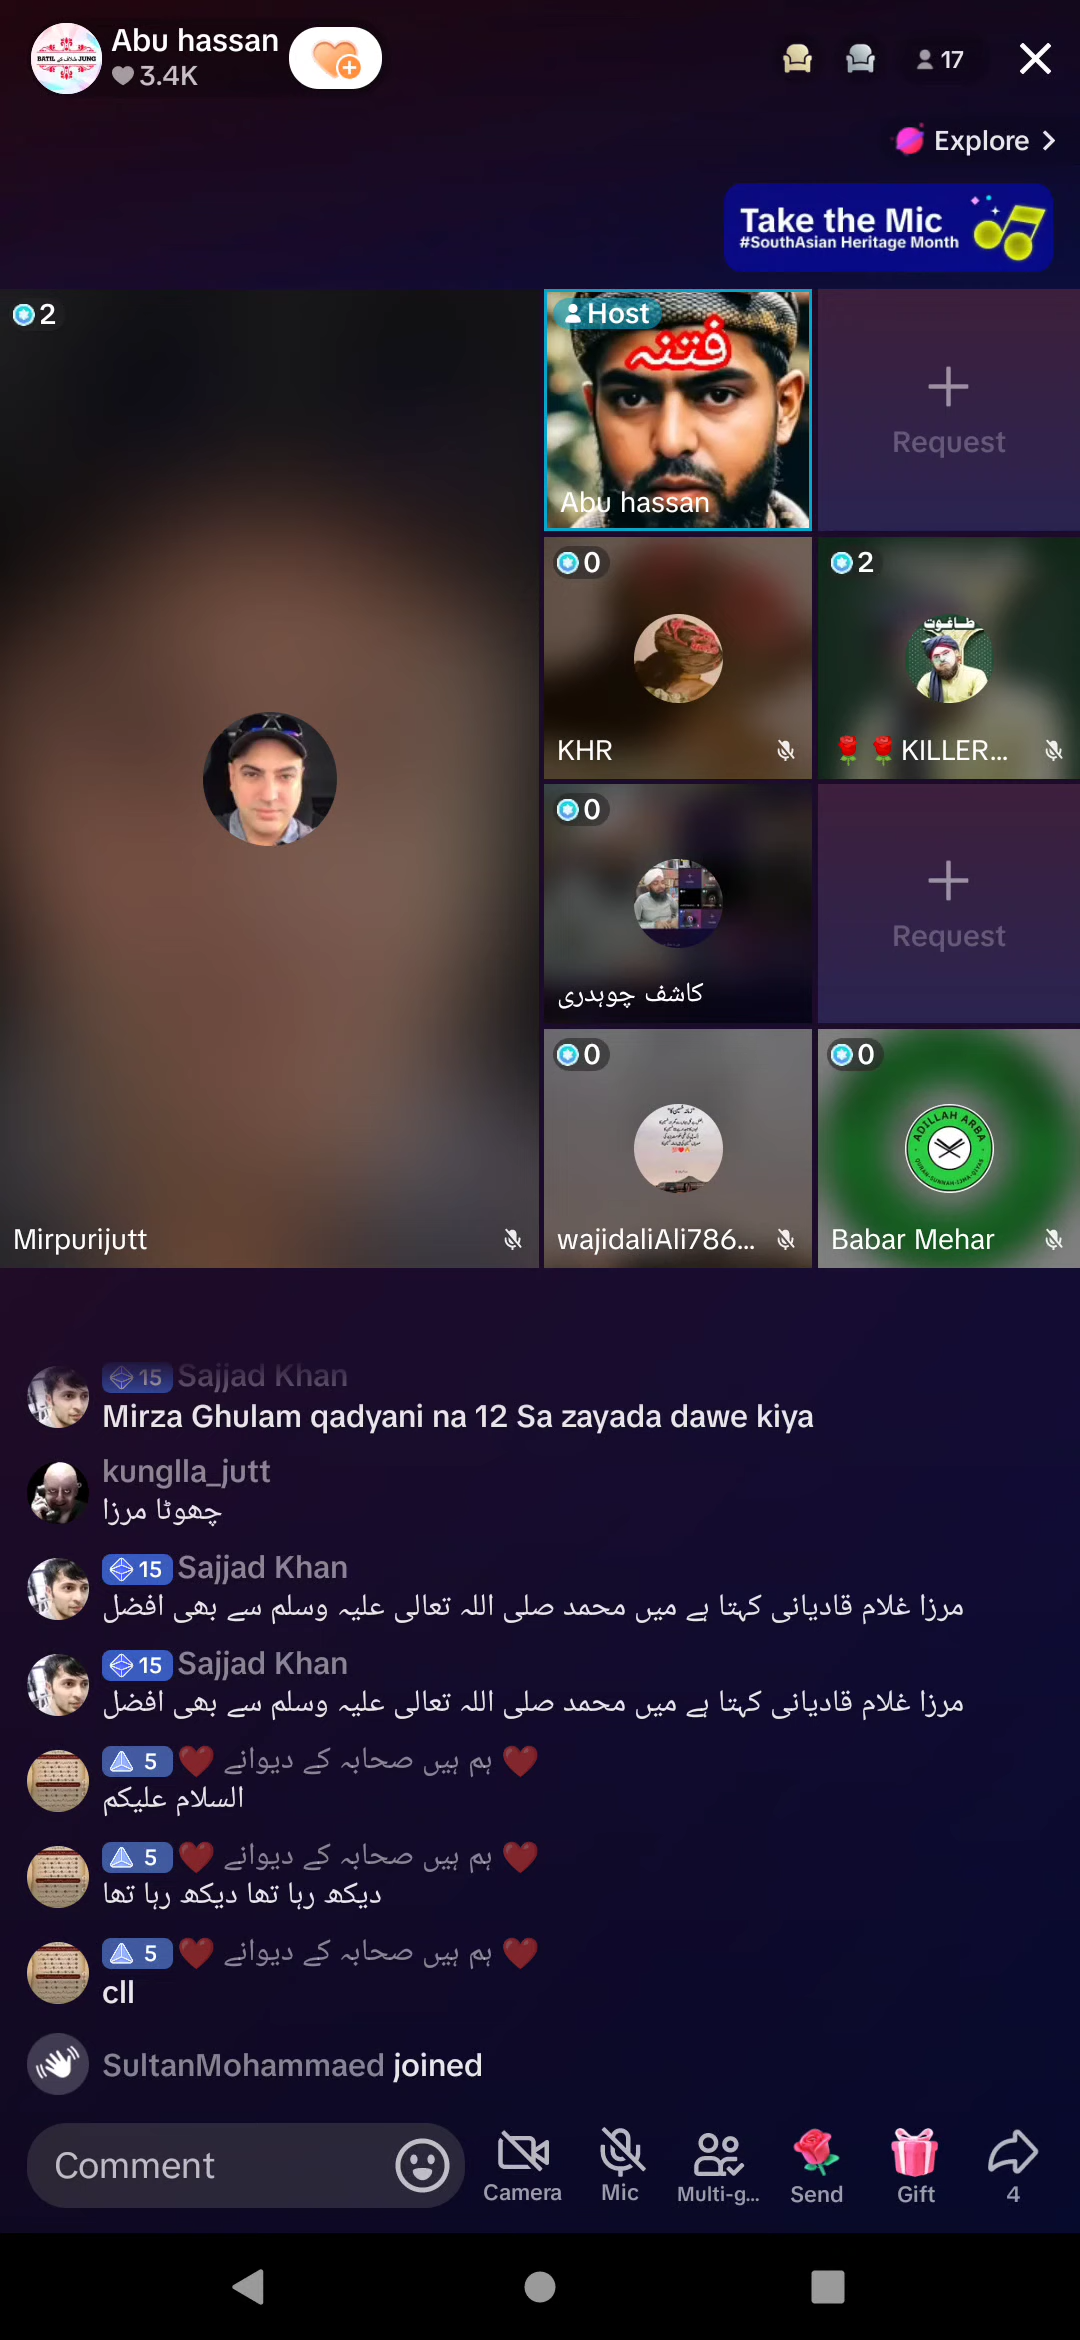 Abu hassan
3.4K
17
BATIL JUNG
Explore
Take the Mic
#SouthAsian Heritage Month
2
Host
فتنہ
Abu hassan
Request
0
KHR
2
طاغوت
🌹🌹KILLER...
0
کاشف چوہدری
Request
Mirpurijutt
0
wajidaliAli786...
0
ADILLAH ARBA
Babar Mehar
15 Sajjad Khan
Mirza Ghulam qadyani na 12 Sa zayada dawe kiya
kunglla_jutt
چھوٹا مرزا
15 Sajjad Khan
مرزا غلام قادیانی کہتا ہے میں محمد صلی اللہ تعالی علیہ وسلم سے بھی افضل
15 Sajjad Khan
مرزا غلام قادیانی کہتا ہے میں محمد صلی اللہ تعالی علیہ وسلم سے بھی افضل
5 ❤️ ہم ہیں صحابہ کے دیوانے ❤️
السلام علیکم
5 ❤️ ہم ہیں صحابہ کے دیوانے ❤️
دیکھ رہا تھا دیکھ رہا تھا
5 ❤️ ہم ہیں صحابہ کے دیوانے ❤️
cll
SultanMohammaed joined
Comment
Camera
Mic
Multi-g...
Send
Gift
4